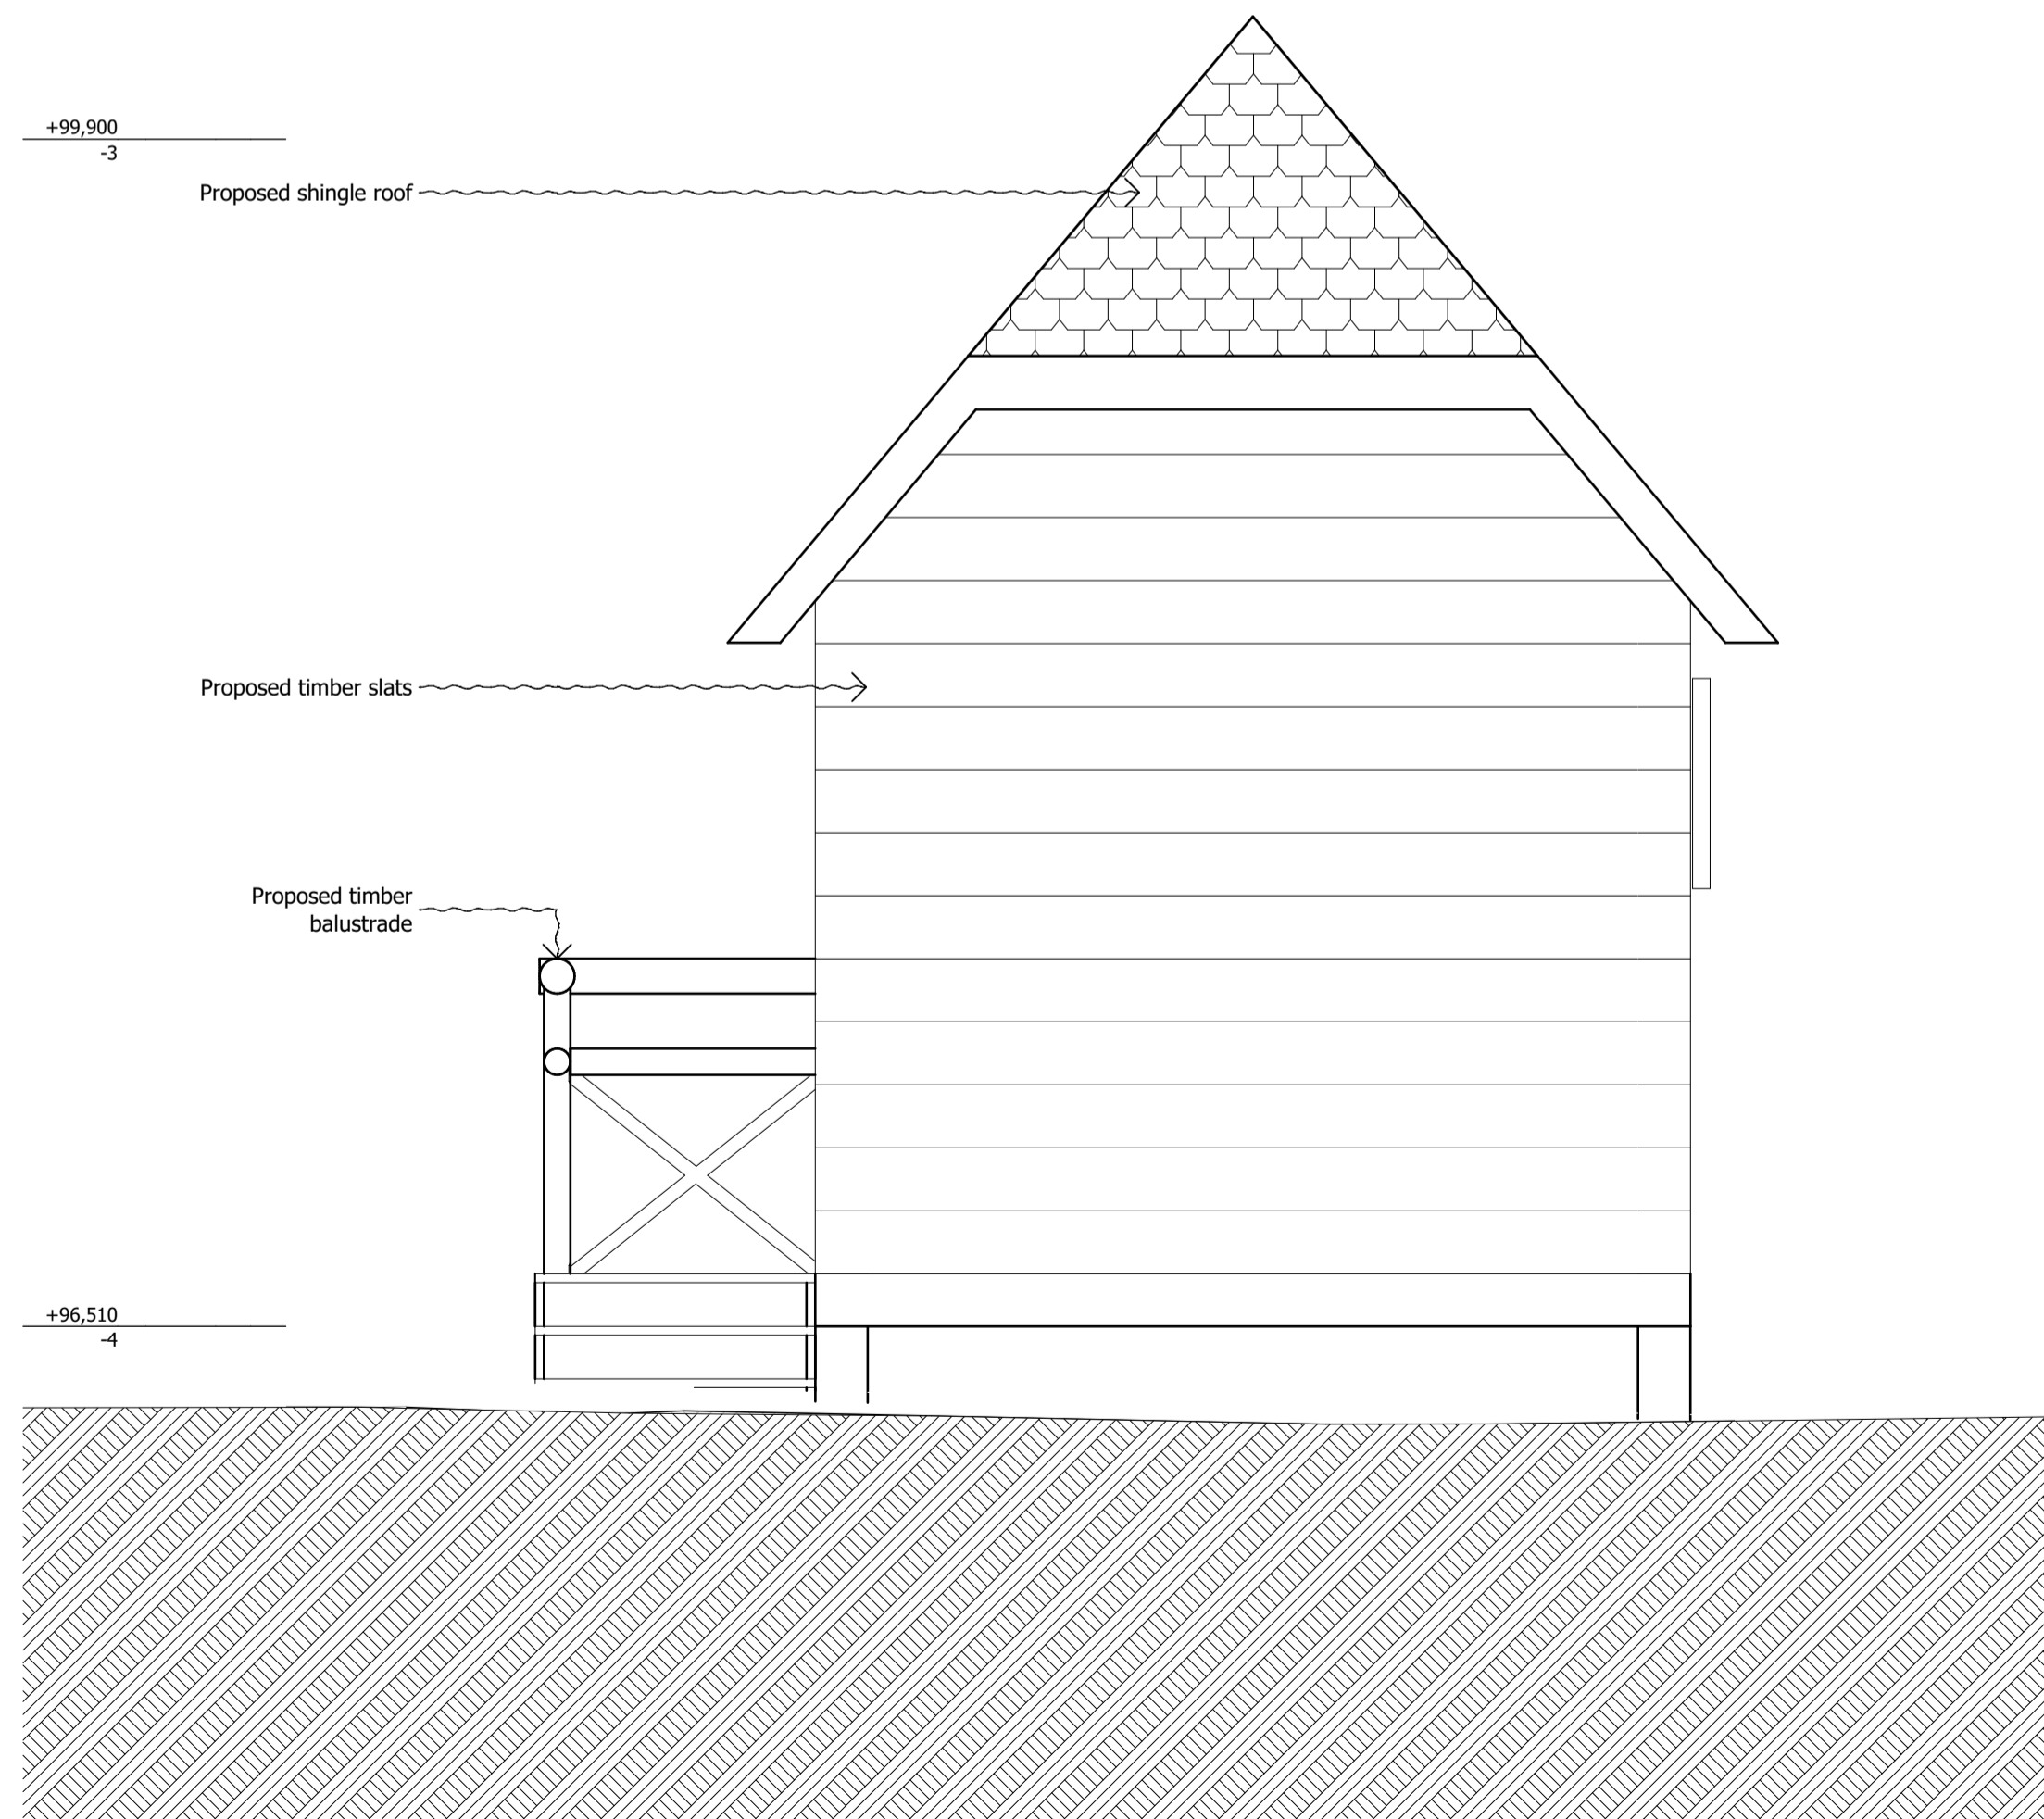 +99,900
-3
Proposed shingle roof
Proposed timber slats
Proposed timber
balustrade
+96,510
-4